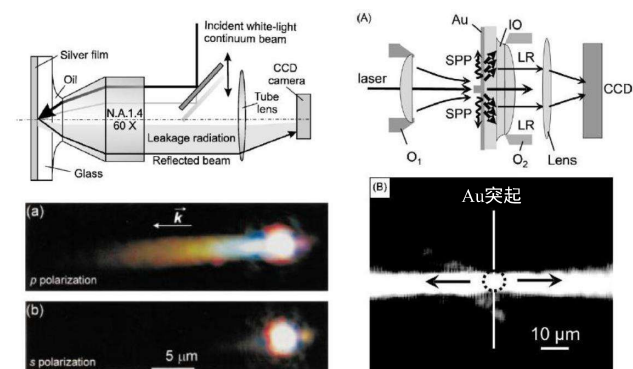 Incident white-light
continuum beam
Silver film
Oil
CCD
camera
Tube
lens
N.A.1.4
60 X
Leakage radiation
Reflected beam
Glass
(A)
Au
IO
SPP
LR
laser
CCD
SPP
LR
O1
O2
Lens
(a)
k
p polarization
(b)
s polarization
5 μm
(B)
Au突起
10 μm